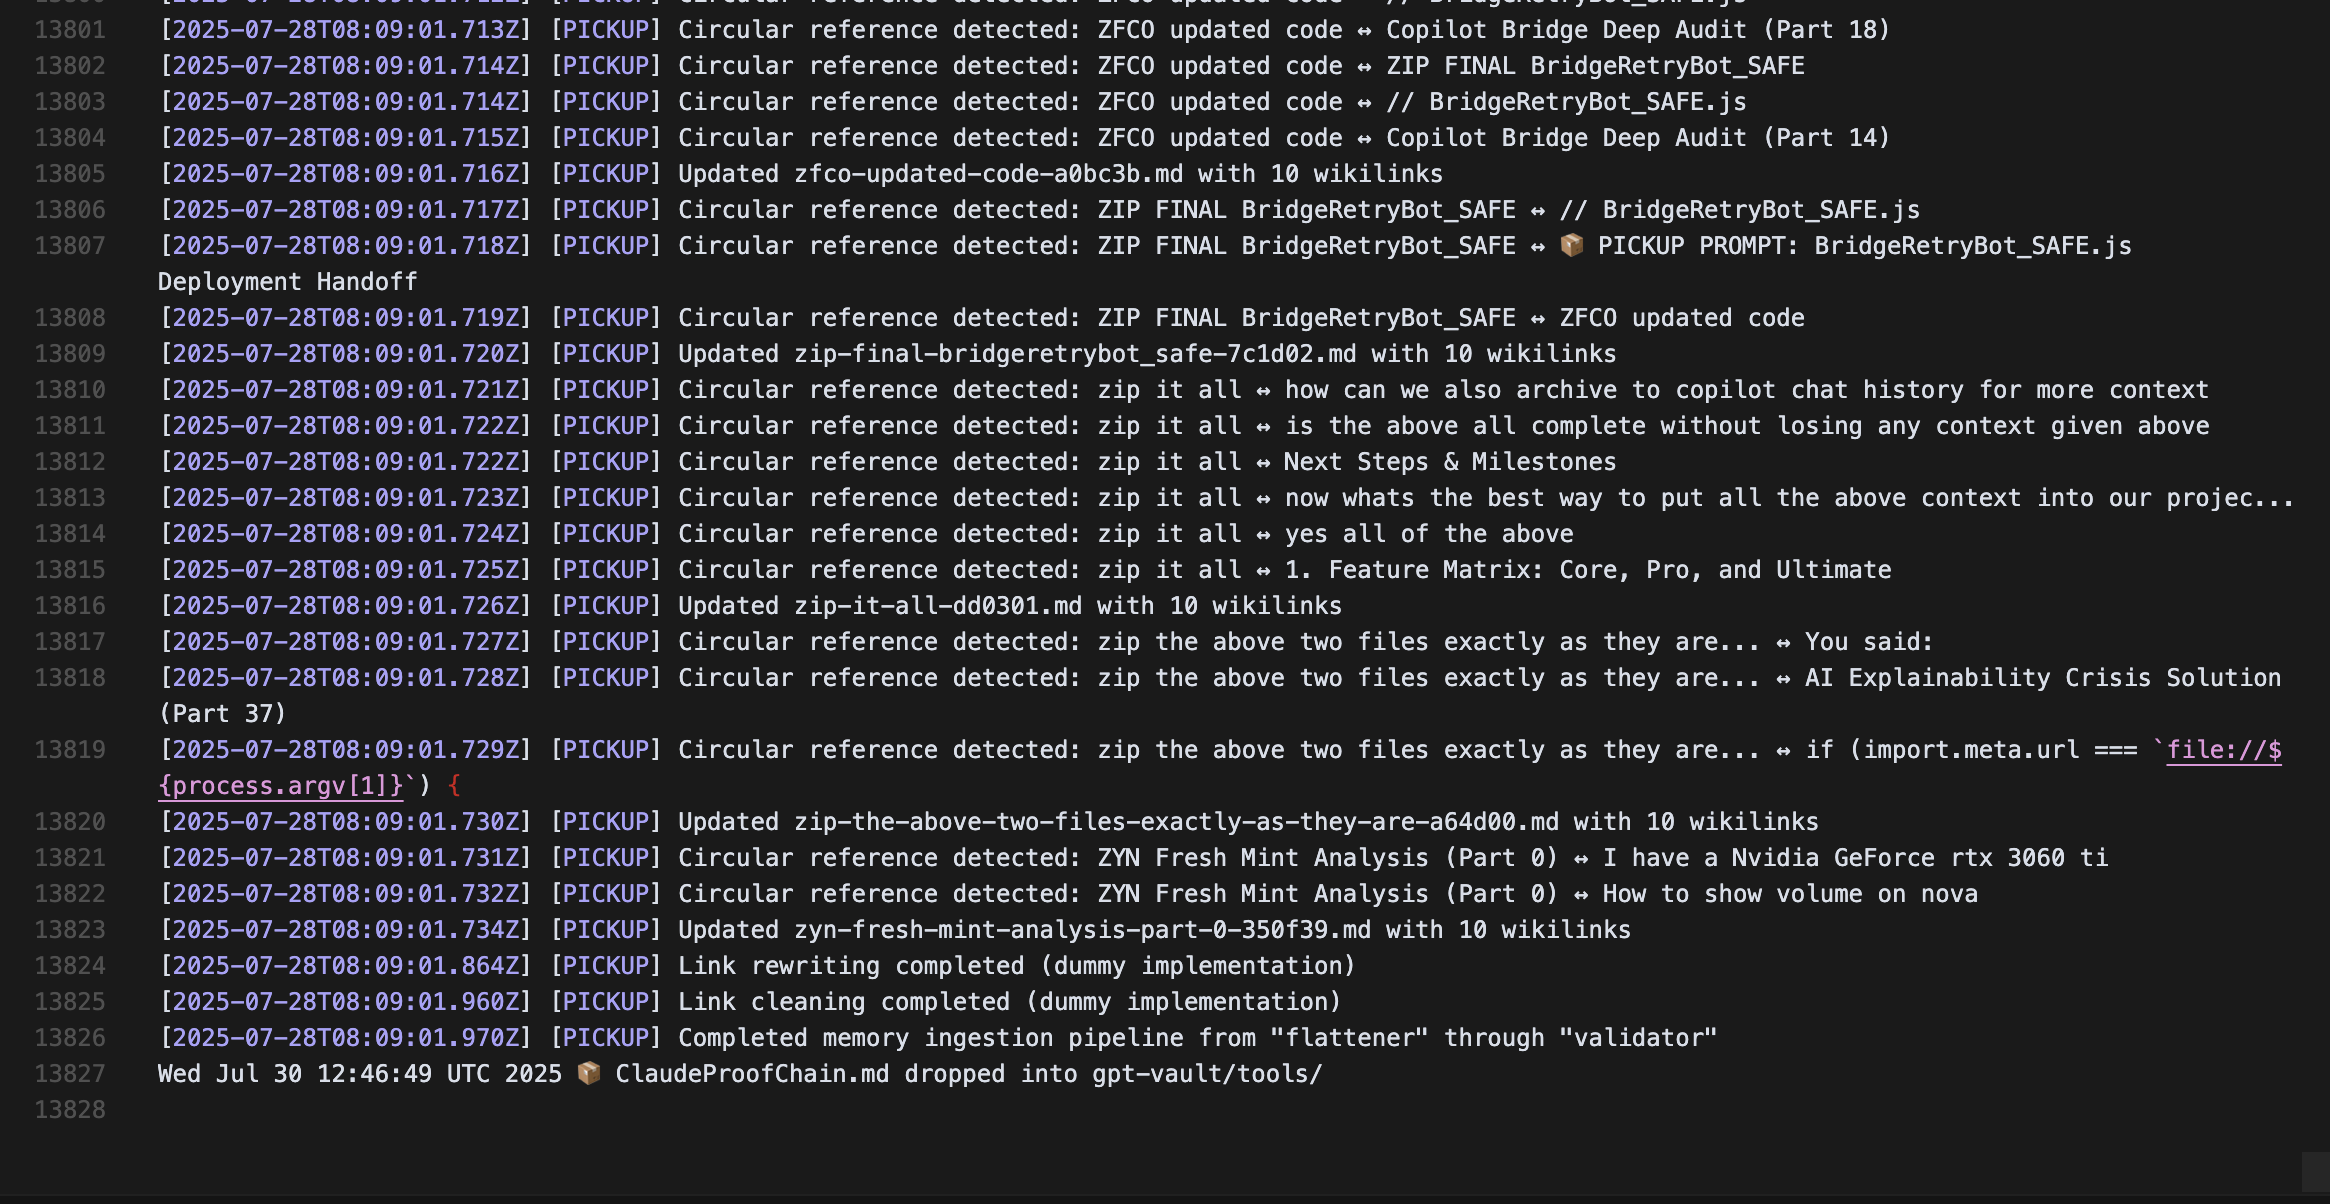 13801 [2025-07-28T08:09:01.713Z] [PICKUP] Circular reference detected: ZFCO updated code ↔ Copilot Bridge Deep Audit (Part 18)
13802 [2025-07-28T08:09:01.714Z] [PICKUP] Circular reference detected: ZFCO updated code ↔ ZIP FINAL BridgeRetryBot_SAFE
13803 [2025-07-28T08:09:01.714Z] [PICKUP] Circular reference detected: ZFCO updated code ↔ // BridgeRetryBot_SAFE.js
13804 [2025-07-28T08:09:01.715Z] [PICKUP] Circular reference detected: ZFCO updated code ↔ Copilot Bridge Deep Audit (Part 14)
13805 [2025-07-28T08:09:01.716Z] [PICKUP] Updated zfco-updated-code-a0bc3b.md with 10 wikilinks
13806 [2025-07-28T08:09:01.717Z] [PICKUP] Circular reference detected: ZIP FINAL BridgeRetryBot_SAFE ↔ // BridgeRetryBot_SAFE.js
13807 [2025-07-28T08:09:01.718Z] [PICKUP] Circular reference detected: ZIP FINAL BridgeRetryBot_SAFE ↔ 📦 PICKUP PROMPT: BridgeRetryBot_SAFE.js
Deployment Handoff
13808 [2025-07-28T08:09:01.719Z] [PICKUP] Circular reference detected: ZIP FINAL BridgeRetryBot_SAFE ↔ ZFCO updated code
13809 [2025-07-28T08:09:01.720Z] [PICKUP] Updated zip-final-bridgeretrybot_safe-7c1d02.md with 10 wikilinks
13810 [2025-07-28T08:09:01.721Z] [PICKUP] Circular reference detected: zip it all ↔ how can we also archive to copilot chat history for more context
13811 [2025-07-28T08:09:01.722Z] [PICKUP] Circular reference detected: zip it all ↔ is the above all complete without losing any context given above
13812 [2025-07-28T08:09:01.722Z] [PICKUP] Circular reference detected: zip it all ↔ Next Steps & Milestones
13813 [2025-07-28T08:09:01.723Z] [PICKUP] Circular reference detected: zip it all ↔ now whats the best way to put all the above context into our projec...
13814 [2025-07-28T08:09:01.724Z] [PICKUP] Circular reference detected: zip it all ↔ yes all of the above
13815 [2025-07-28T08:09:01.725Z] [PICKUP] Circular reference detected: zip it all ↔ 1. Feature Matrix: Core, Pro, and Ultimate
13816 [2025-07-28T08:09:01.726Z] [PICKUP] Updated zip-it-all-dd0301.md with 10 wikilinks
13817 [2025-07-28T08:09:01.727Z] [PICKUP] Circular reference detected: zip the above two files exactly as they are... ↔ You said:
13818 [2025-07-28T08:09:01.728Z] [PICKUP] Circular reference detected: zip the above two files exactly as they are... ↔ AI Explainability Crisis Solution
(Part 37)
13819 [2025-07-28T08:09:01.729Z] [PICKUP] Circular reference detected: zip the above two files exactly as they are... ↔ if (import.meta.url === `file://$
{process.argv[1]}`) {
13820 [2025-07-28T08:09:01.730Z] [PICKUP] Updated zip-the-above-two-files-exactly-as-they-are-a64d00.md with 10 wikilinks
13821 [2025-07-28T08:09:01.731Z] [PICKUP] Circular reference detected: ZYN Fresh Mint Analysis (Part 0) ↔ I have a Nvidia GeForce rtx 3060 ti
13822 [2025-07-28T08:09:01.732Z] [PICKUP] Circular reference detected: ZYN Fresh Mint Analysis (Part 0) ↔ How to show volume on nova
13823 [2025-07-28T08:09:01.734Z] [PICKUP] Updated zyn-fresh-mint-analysis-part-0-350f39.md with 10 wikilinks
13824 [2025-07-28T08:09:01.864Z] [PICKUP] Link rewriting completed (dummy implementation)
13825 [2025-07-28T08:09:01.960Z] [PICKUP] Link cleaning completed (dummy implementation)
13826 [2025-07-28T08:09:01.970Z] [PICKUP] Completed memory ingestion pipeline from "flattener" through "validator"
13827 Wed Jul 30 12:46:49 UTC 2025 📦 ClaudeProofChain.md dropped into gpt-vault/tools/
13828